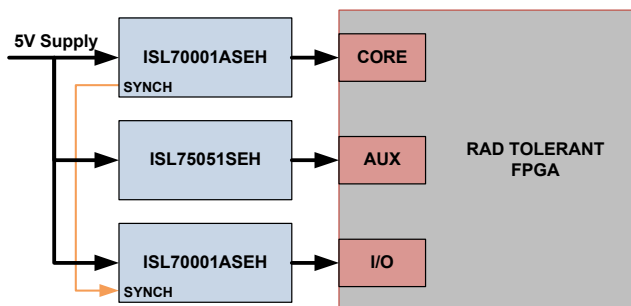 5V Supply
ISL70001ASEH
SYNCH
CORE
ISL75051SEH
AUX
RAD TOLERANT
FPGA
ISL70001ASEH
SYNCH
I/O